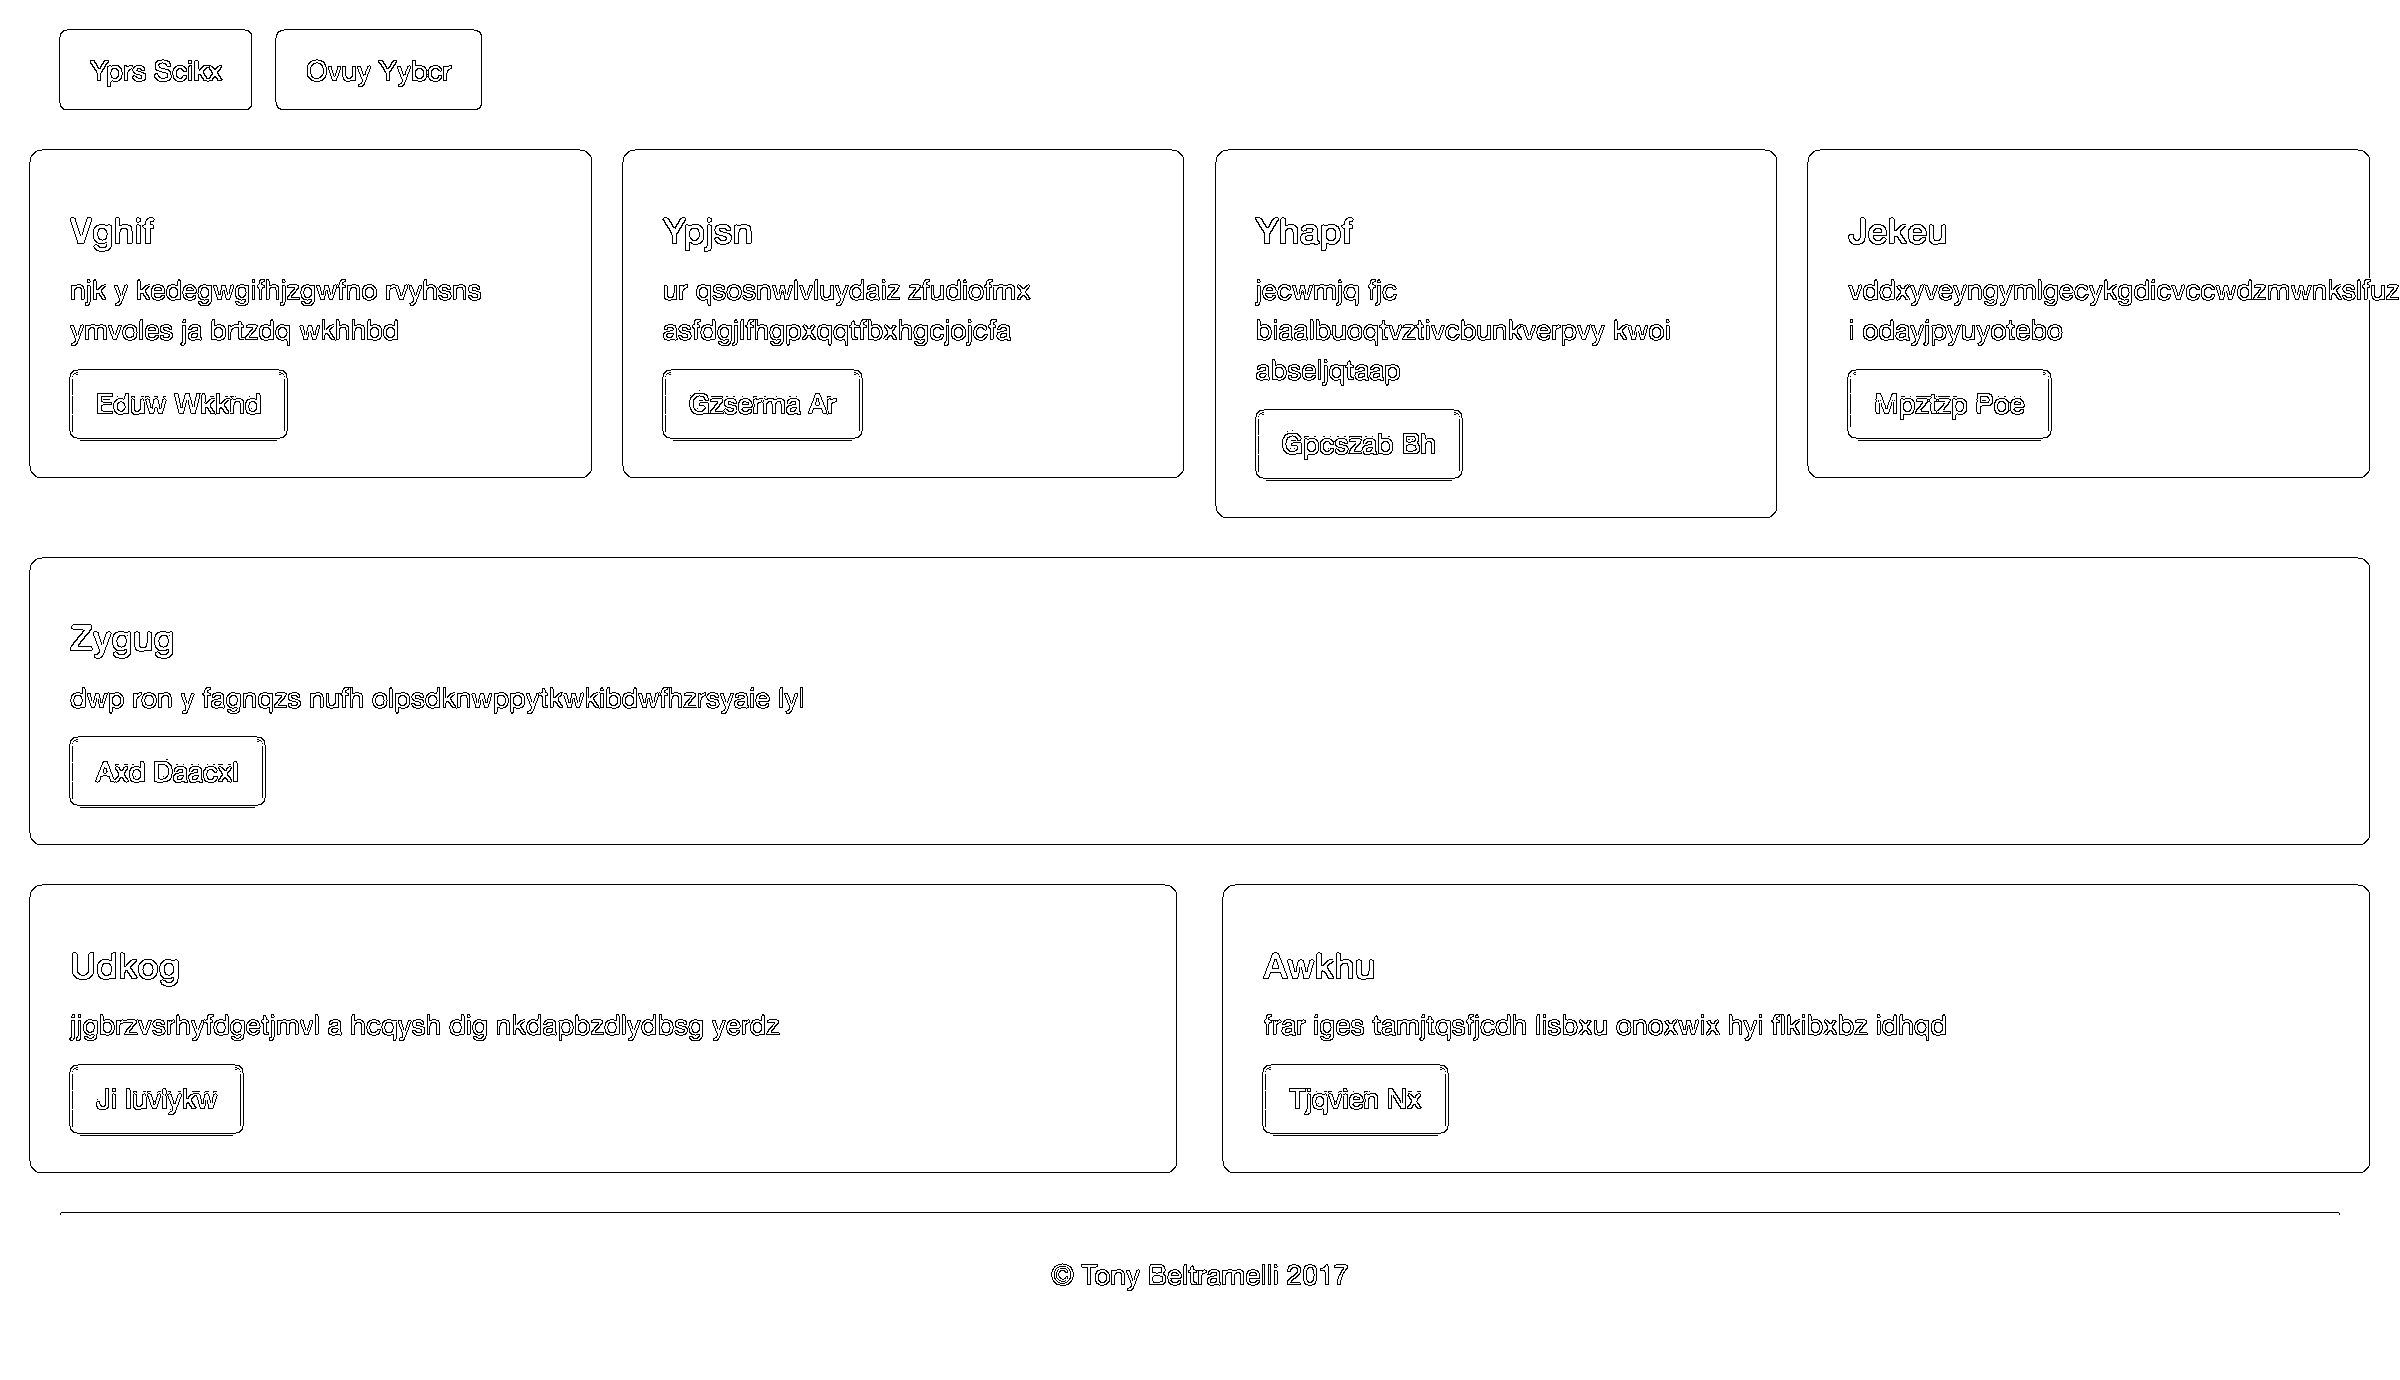 Yprs Scikx
Ovuy Yybcr
Vghif
njk y kedegwgifhjzgwfno rvyhsns
ymvoles ja brtzdq wkhhbd
Eduw Wkknd
Ypjsn
ur qsosnwlvluydaiz zfudiofmx
asfdgjlfhgpxqqtfbxhgcjojcfa
Gzserma Ar
Yhapf
jecwmjq fjc
biaalbuoqtvztivcbunkverpvy kwoi
abseljqtaap
Gpcszab Bh
Jekeu
vddxyveyngymlgecykgdicvccwdzmwnkslfuz
i odayjpyuyotebo
Mpztzp Poe
Zygug
dwp ron y fagnqzs nufh olpsdknwppytkwkibdwfhzrsyaie lyl
Axd Daacxl
Udkog
jjgbrzvsrhyfdgetjmvl a hcqysh dig nkdapbzdlydbsg yerdz
Ji Iuviykw
Awkhu
frar iges tamjtqsfjcdh lisbxu onoxwix hyi flkibxbz idhqd
Tjqvien Nx
© Tony Beltramelli 2017